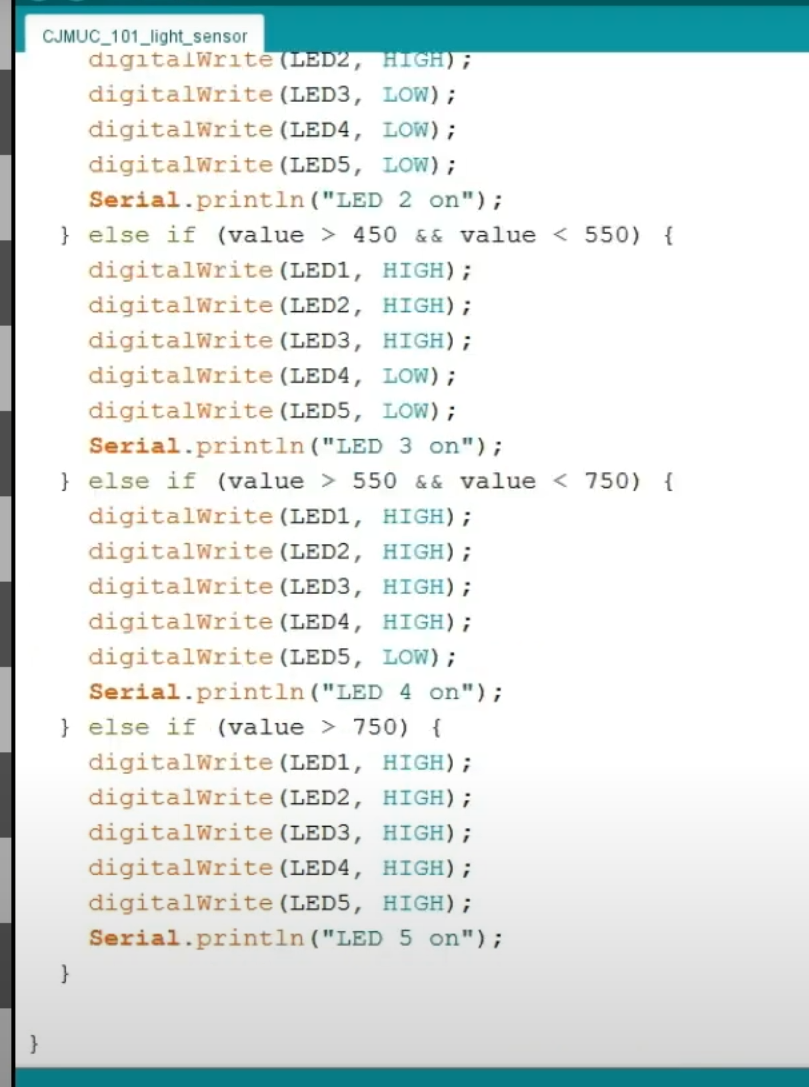 CJMUC_101_light_sensor
digitalWrite(LED2, HIGH);
digitalWrite(LED3, LOW);
digitalWrite(LED4, LOW);
digitalWrite(LED5, LOW);
Serial.println("LED 2 on");
} else if (value > 450 && value < 550) {
digitalWrite(LED1, HIGH);
digitalWrite(LED2, HIGH);
digitalWrite(LED3, HIGH);
digitalWrite(LED4, LOW);
digitalWrite(LED5, LOW);
Serial.println("LED 3 on");
} else if (value > 550 && value < 750) {
digitalWrite(LED1, HIGH);
digitalWrite(LED2, HIGH);
digitalWrite(LED3, HIGH);
digitalWrite(LED4, HIGH);
digitalWrite(LED5, LOW);
Serial.println("LED 4 on");
} else if (value > 750) {
digitalWrite(LED1, HIGH);
digitalWrite(LED2, HIGH);
digitalWrite(LED3, HIGH);
digitalWrite(LED4, HIGH);
digitalWrite(LED5, HIGH);
Serial.println("LED 5 on");
}
}